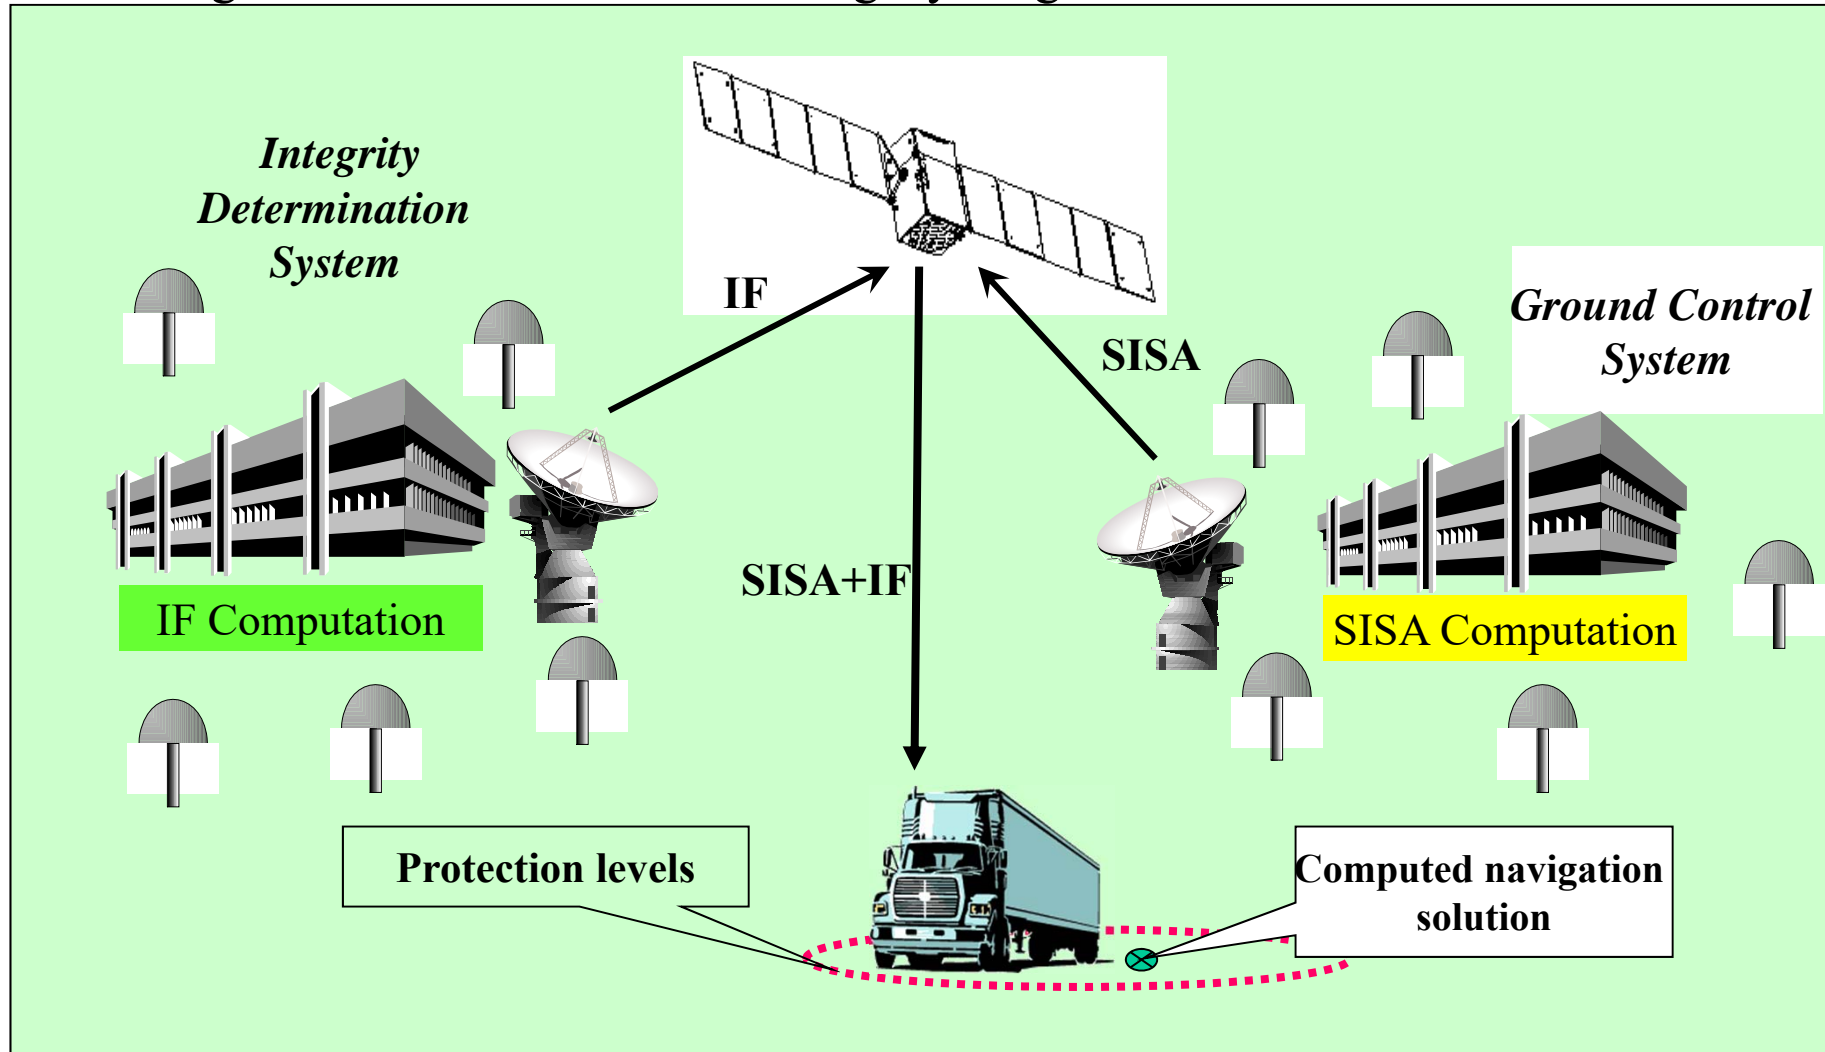 Integrity
Determination
System
IF
SISA
Ground Control
System
SISA+IF
IF Computation
SISA Computation
Protection levels
Computed navigation
solution